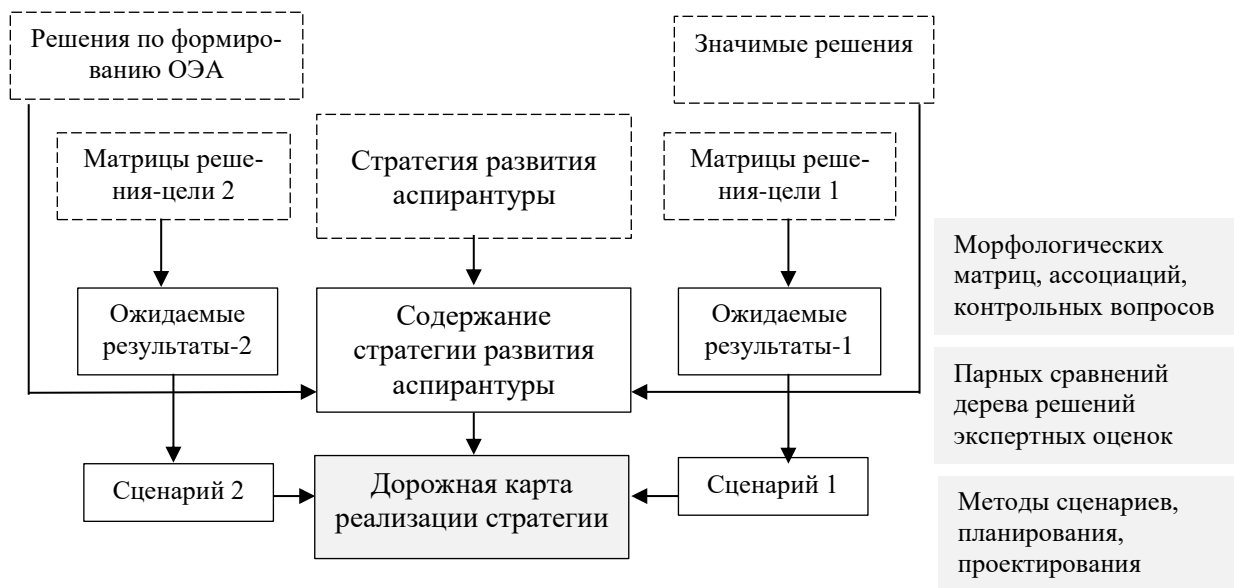 Решения по формиро-
ванию ОЭА
Значимые решения
Матрицы реше-
ния-цели 2
Стратегия развития
аспирантуры
Матрицы реше-
ния-цели 1
Ожидаемые
результаты-2
Содержание
стратегии развития
аспирантуры
Ожидаемые
результаты-1
Сценарий 2
Дорожная карта
реализации стратегии
Сценарий 1
Морфологических
матриц, ассоциаций,
контрольных вопросов
Парных сравнений
дерева решений
экспертных оценок
Методы сценариев,
планирования,
проектирования